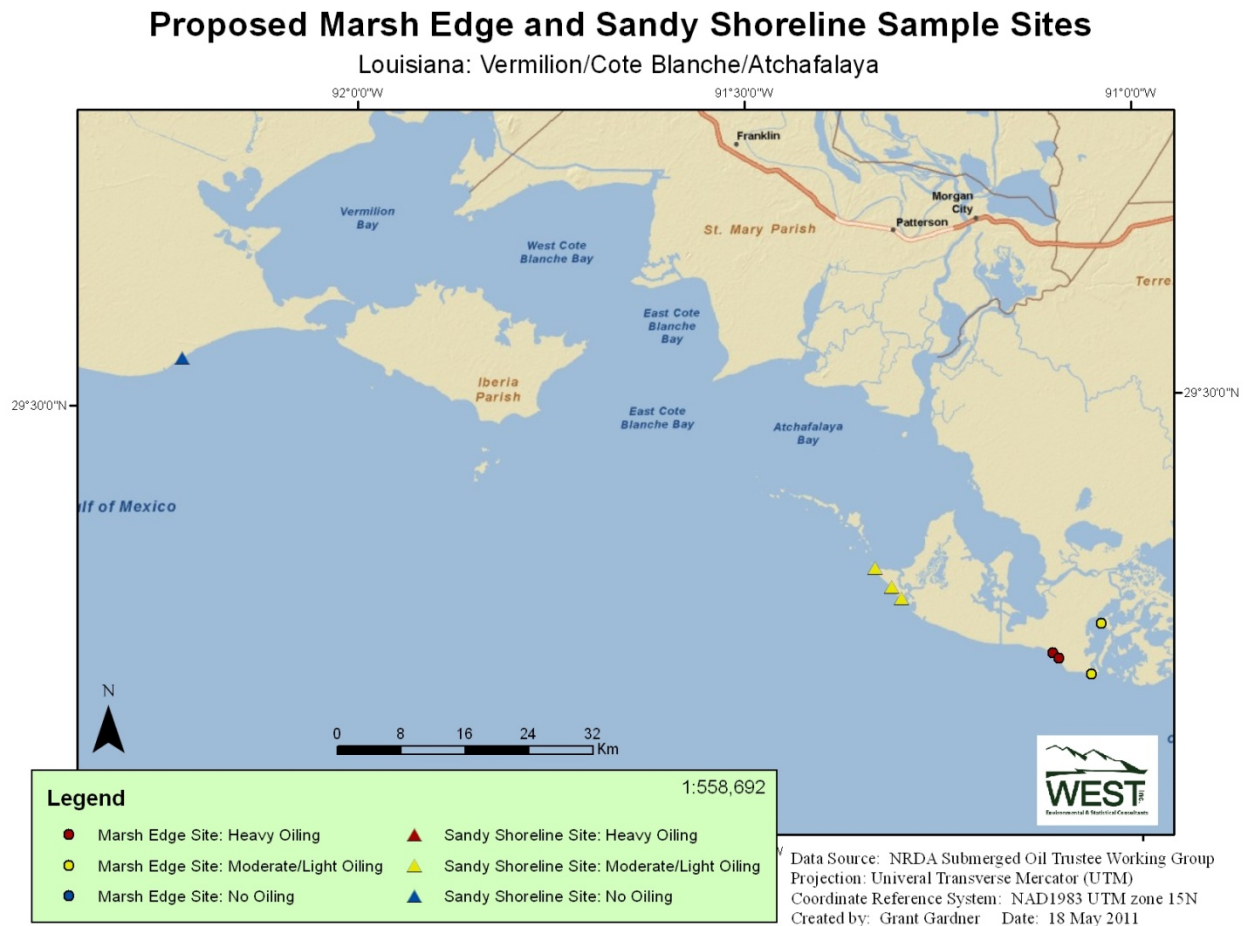 Proposed Marsh Edge and Sandy Shoreline Sample Sites
Louisiana: Vermilion/Cote Blanche/Atchafalaya
92°0'0"W
91°30'0"W
91°0'0"W
Franklin
Morgan
City
Patterson
Vermilion
Bay
St. Mary Parish
West Cote
Blanche Bay
Terre
East Cote
Blanche
Bay
Iberia
Parish
29°30'0"N
29°30'0"N
East Cote
Blanche Bay
Atchafalaya
Bay
lf of Mexico
N
0 8 16 24 32
Km
WEST INC.
Environmental & Statistical Consultants
1:558,692
Legend
Marsh Edge Site: Heavy Oiling
Sandy Shoreline Site: Heavy Oiling
Marsh Edge Site: Moderate/Light Oiling
Sandy Shoreline Site: Moderate/Light Oiling
Marsh Edge Site: No Oiling
Sandy Shoreline Site: No Oiling
Data Source: NRDA Submerged Oil Trustee Working Group
Projection: Univeral Transverse Mercator (UTM)
Coordinate Reference System: NAD1983 UTM zone 15N
Created by: Grant Gardner Date: 18 May 2011